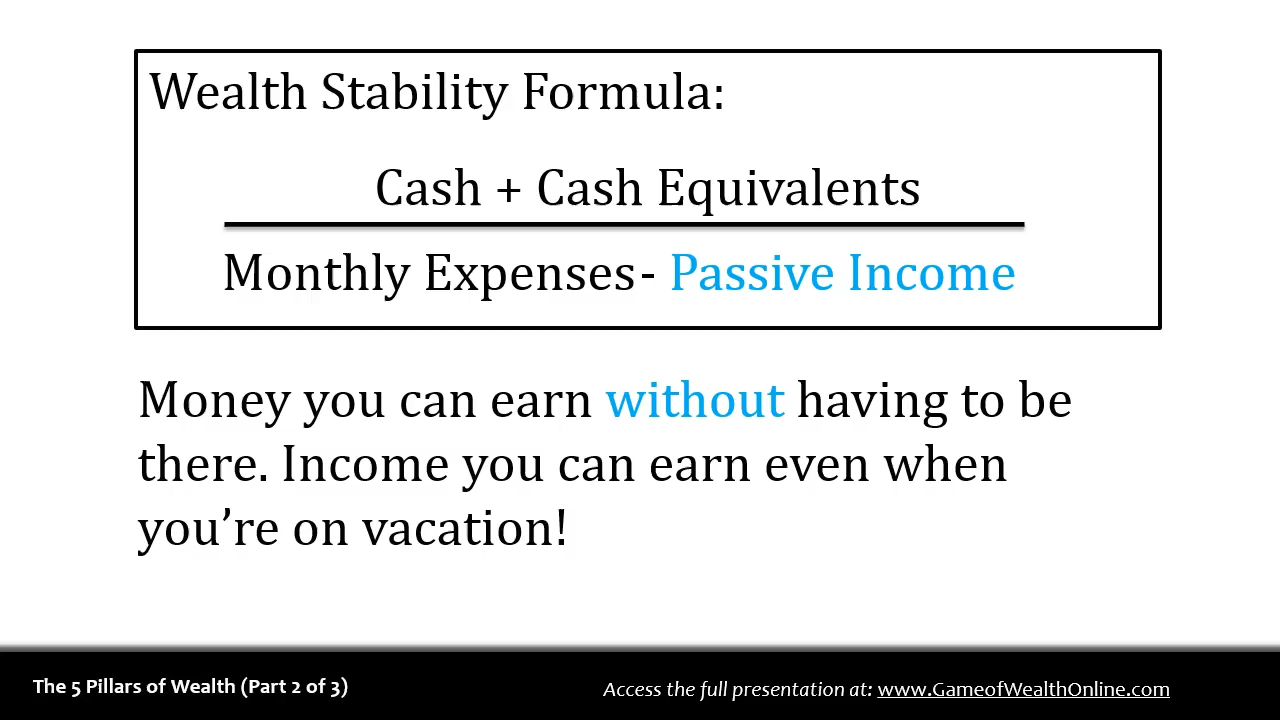 Wealth Stability Formula:
Cash + Cash Equivalents
Monthly Expenses- Passive Income
Money you can earn without having to be
there. Income you can earn even when
you’re on vacation!
The 5 Pillars of Wealth (Part 2 of 3)
Access the full presentation at: www.GameofWealthOnline.com